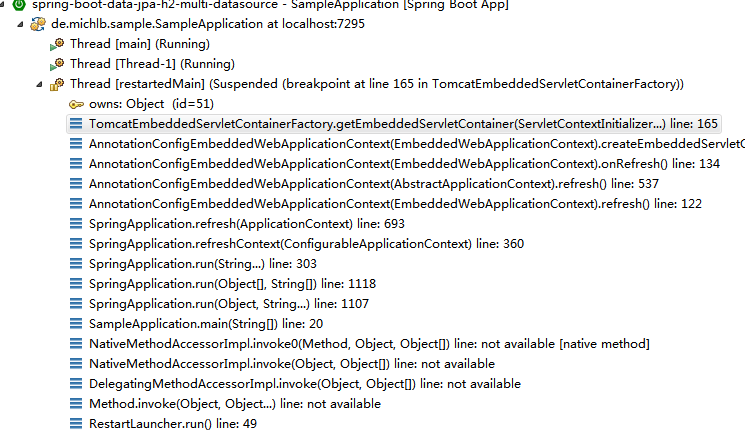 spring-boot-data-jpa-h2-multi-datasource - SampleApplication [Spring Boot App]
de.michlb.sample.SampleApplication at localhost:7295
Thread [main] (Running)
Thread [Thread-1] (Running)
Thread [restartedMain] (Suspended (breakpoint at line 165 in TomcatEmbeddedServletContainerFactory))
owns: Object (id=51)
TomcatEmbeddedServletContainerFactory.getEmbeddedServletContainer(ServletContextInitializer...) line: 165
AnnotationConfigEmbeddedWebApplicationContext(EmbeddedWebApplicationContext).createEmbeddedServletC
AnnotationConfigEmbeddedWebApplicationContext(EmbeddedWebApplicationContext).onRefresh() line: 134
AnnotationConfigEmbeddedWebApplicationContext(AbstractApplicationContext).refresh() line: 537
AnnotationConfigEmbeddedWebApplicationContext(EmbeddedWebApplicationContext).refresh() line: 122
SpringApplication.refresh(ApplicationContext) line: 693
SpringApplication.refreshContext(ConfigurableApplicationContext) line: 360
SpringApplication.run(String...) line: 303
SpringApplication.run(Object[], String[]) line: 1118
SpringApplication.run(Object, String...) line: 1107
SampleApplication.main(String[]) line: 20
NativeMethodAccessorImpl.invoke0(Method, Object, Object[]) line: not available [native method]
NativeMethodAccessorImpl.invoke(Object, Object[]) line: not available
DelegatingMethodAccessorImpl.invoke(Object, Object[]) line: not available
Method.invoke(Object, Object...) line: not available
RestartLauncher.run() line: 49